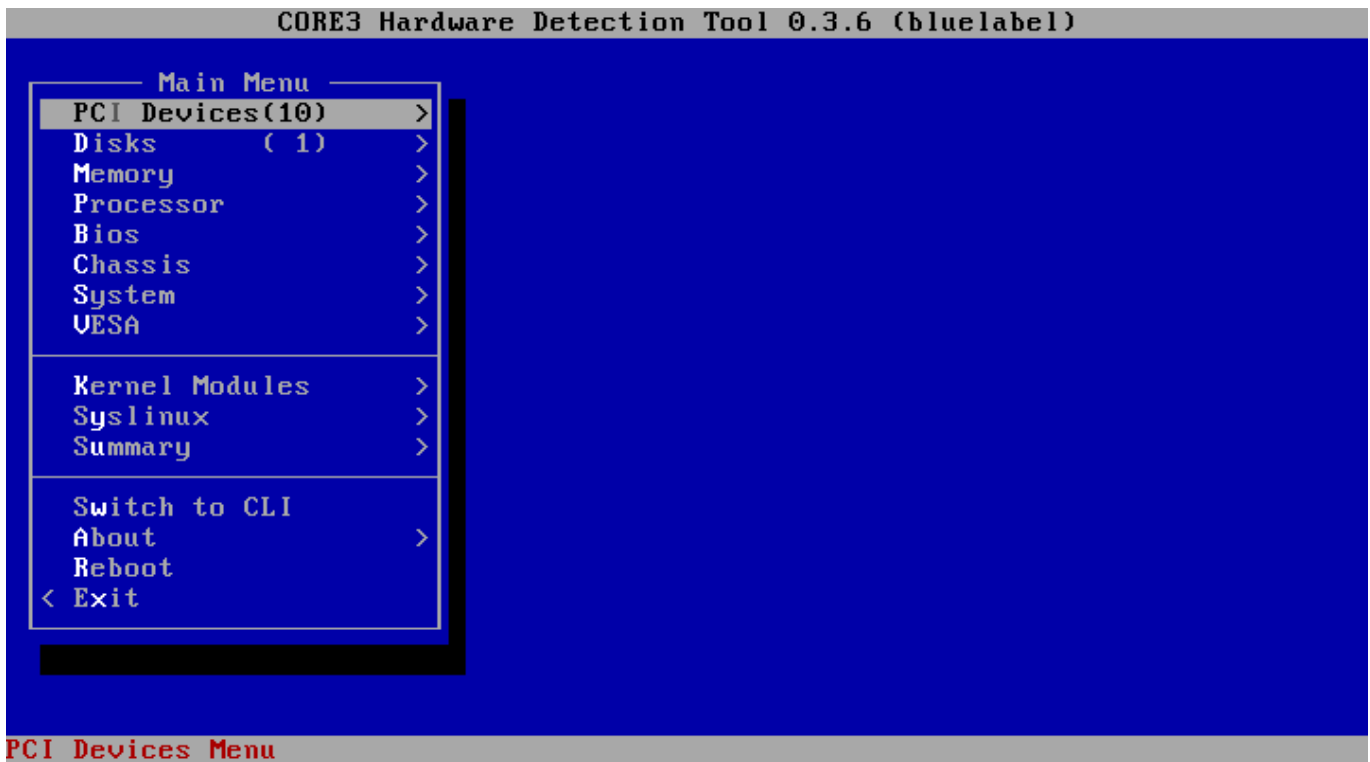 CORE3 Hardware Detection Tool 0.3.6 (bluelabel)
Main Menu
PCI Devices(10) >
Disks ( 1) >
Memory >
Processor >
Bios >
Chassis >
System >
VESA >
Kernel Modules >
Syslinux >
Summary >
Switch to CLI
About >
Reboot
< Exit
PCI Devices Menu